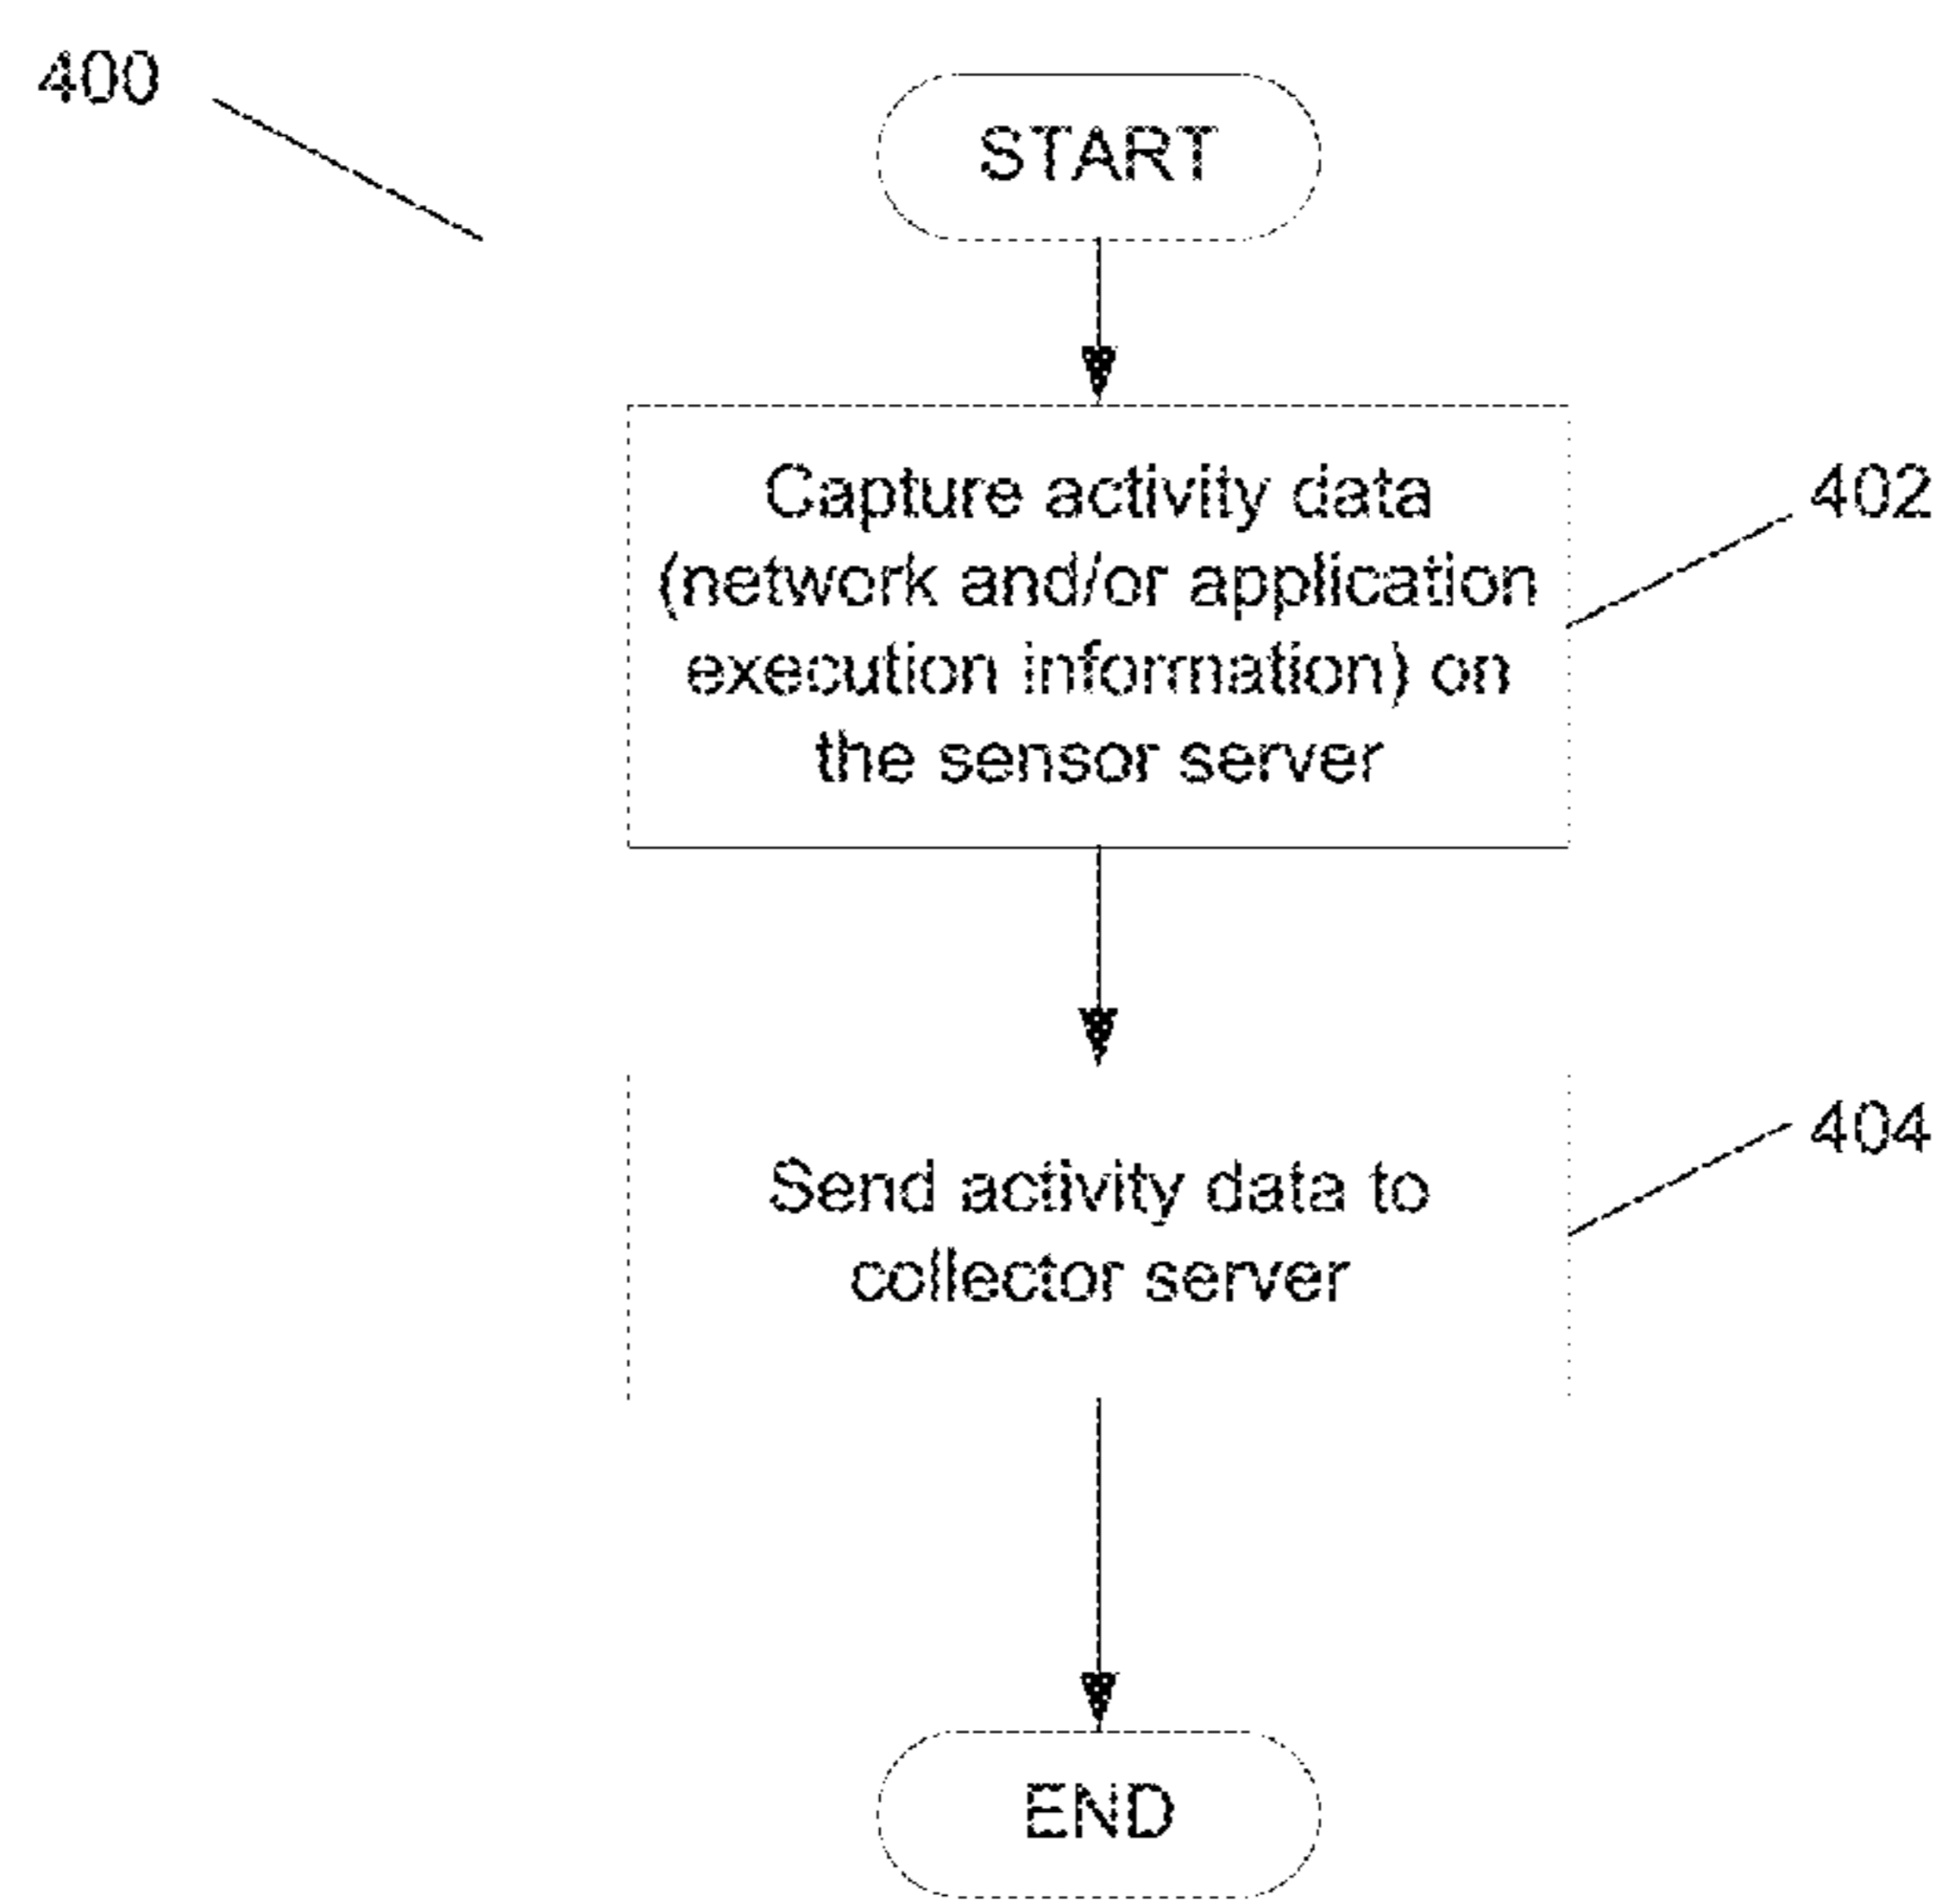 400
START
Capture activity data
(network and/or application
execution information) on
the sensor server
402
Send activity data to
collector server
404
END